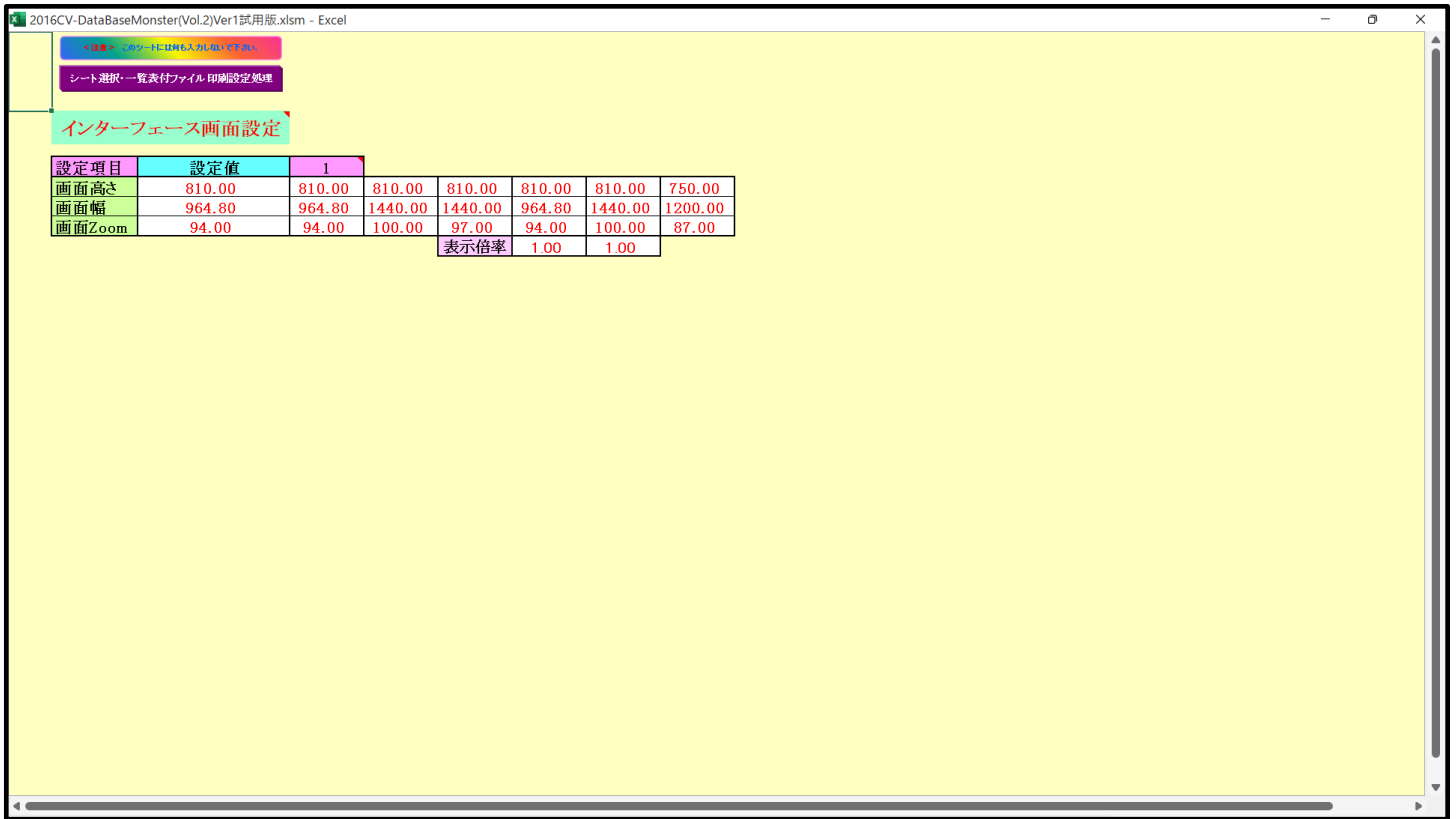 2016CV-DataBaseMonster(Vol.2)Ver1試用版.xlsm - Excel
<注意> このシートには何も入力しないで下さい。
シート選択・一覧表付ファイル 印刷設定処理
インターフェース画面設定
設定項目 設定値 1
画面高さ 810.00 810.00 810.00 810.00 810.00 810.00 750.00
画面幅 964.80 964.80 1440.00 1440.00 964.80 1440.00 1200.00
画面Zoom 94.00 94.00 100.00 97.00 94.00 100.00 87.00
表示倍率 1.00 1.00